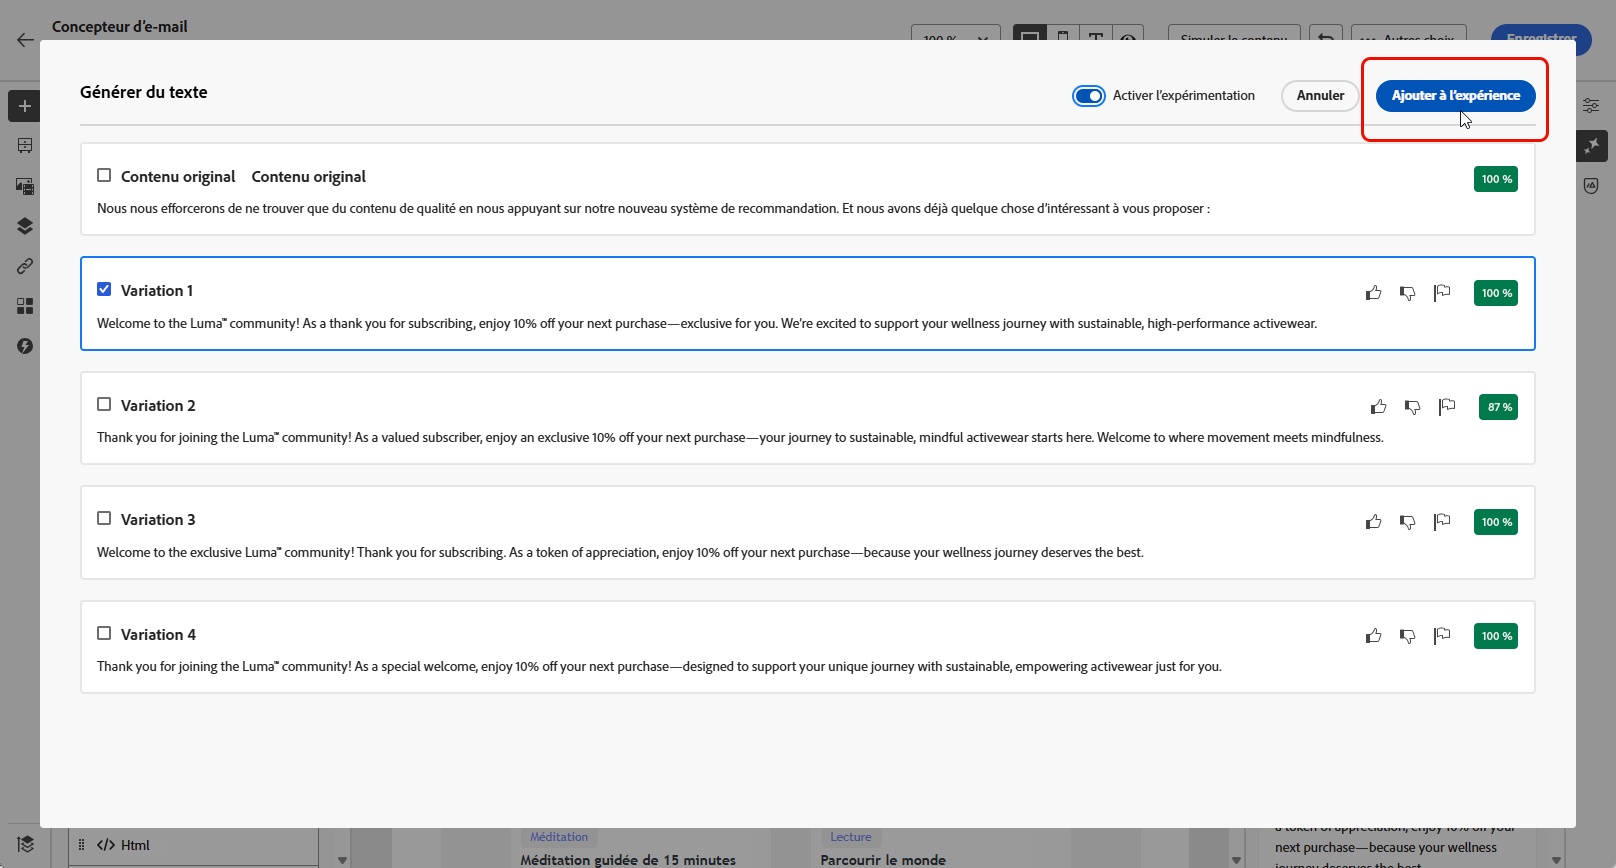 Concepteur d'e-mail
100 %
Simuler le contenu
Autres choix
Enregistrer
Générer du texte
Activer l'expérimentation
Annuler
Ajouter à l'expérience
Contenu original Contenu original
100 %
Nous nous efforcerons de ne trouver que du contenu de qualité en nous appuyant sur notre nouveau système de recommandation. Et nous avons déjà quelque chose d'intéressant à vous proposer :
Variation 1
100 %
Welcome to the Luma™ community! As a thank you for subscribing, enjoy 10% off your next purchase—exclusive for you. We're excited to support your wellness journey with sustainable, high-performance activewear.
Variation 2
87 %
Thank you for joining the Luma™ community! As a valued subscriber, enjoy an exclusive 10% off your next purchase—your journey to sustainable, mindful activewear starts here. Welcome to where movement meets mindfulness.
Variation 3
100 %
Welcome to the exclusive Luma™ community! Thank you for subscribing. As a token of appreciation, enjoy 10% off your next purchase—because your wellness journey deserves the best.
Variation 4
100 %
Thank you for joining the Luma™ community! As a special welcome, enjoy 10% off your next purchase—designed to support your unique journey with sustainable, empowering activewear just for you.
a token of appreciation, enjoy 10% off your
Html
Méditation
Lecture
next purchase—because your wellness
Méditation guidée de 15 minutes
Parcourir le monde
journey deserves the best.